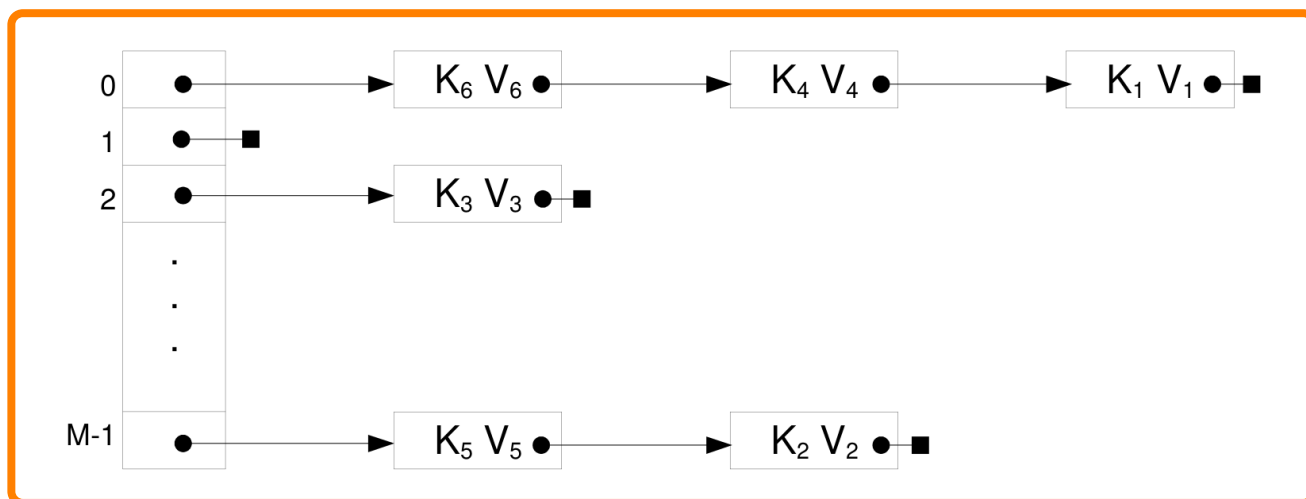 0 K₆ V₆ K₄ V₄ K₁ V₁
1
2 K₃ V₃
.
.
.
M-1 K₅ V₅ K₂ V₂